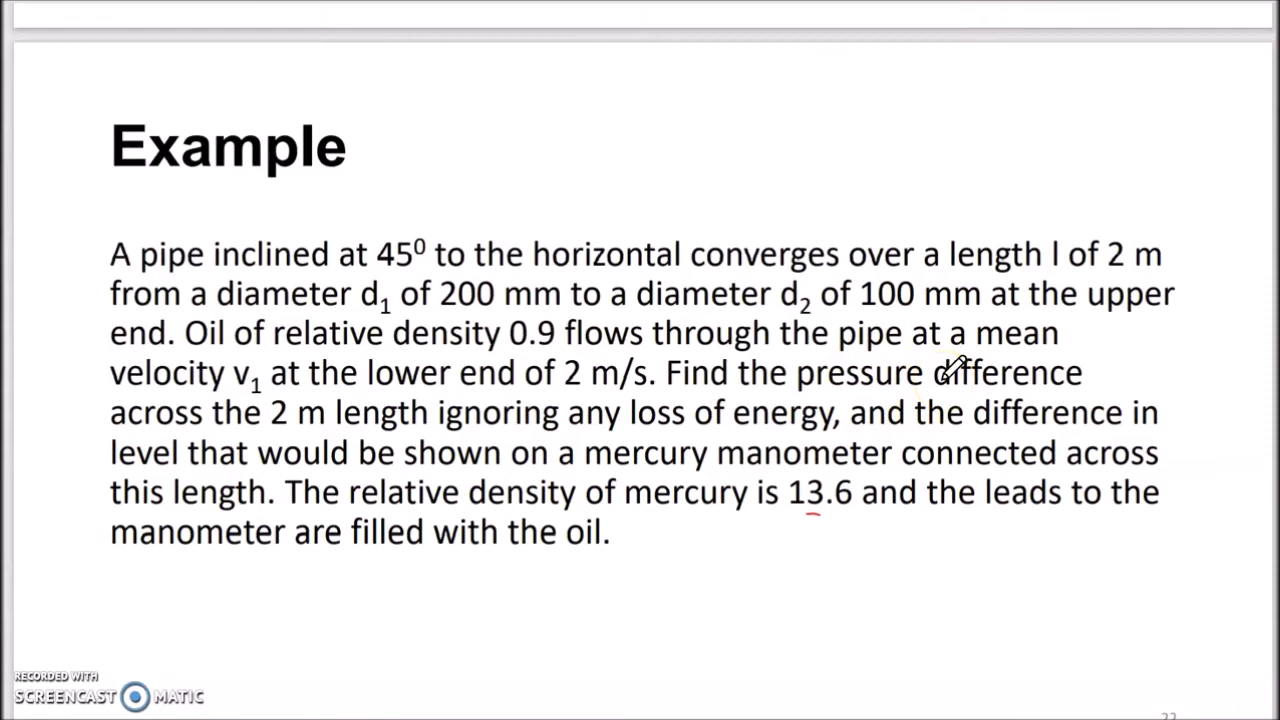 Example
A pipe inclined at 45⁰ to the horizontal converges over a length l of 2 m
from a diameter d₁ of 200 mm to a diameter d₂ of 100 mm at the upper
end. Oil of relative density 0.9 flows through the pipe at a mean
velocity v₁ at the lower end of 2 m/s. Find the pressure difference
across the 2 m length ignoring any loss of energy, and the difference in
level that would be shown on a mercury manometer connected across
this length. The relative density of mercury is 13.6 and the leads to the
manometer are filled with the oil.
RECORDED WITH
SCREENCAST MATIC